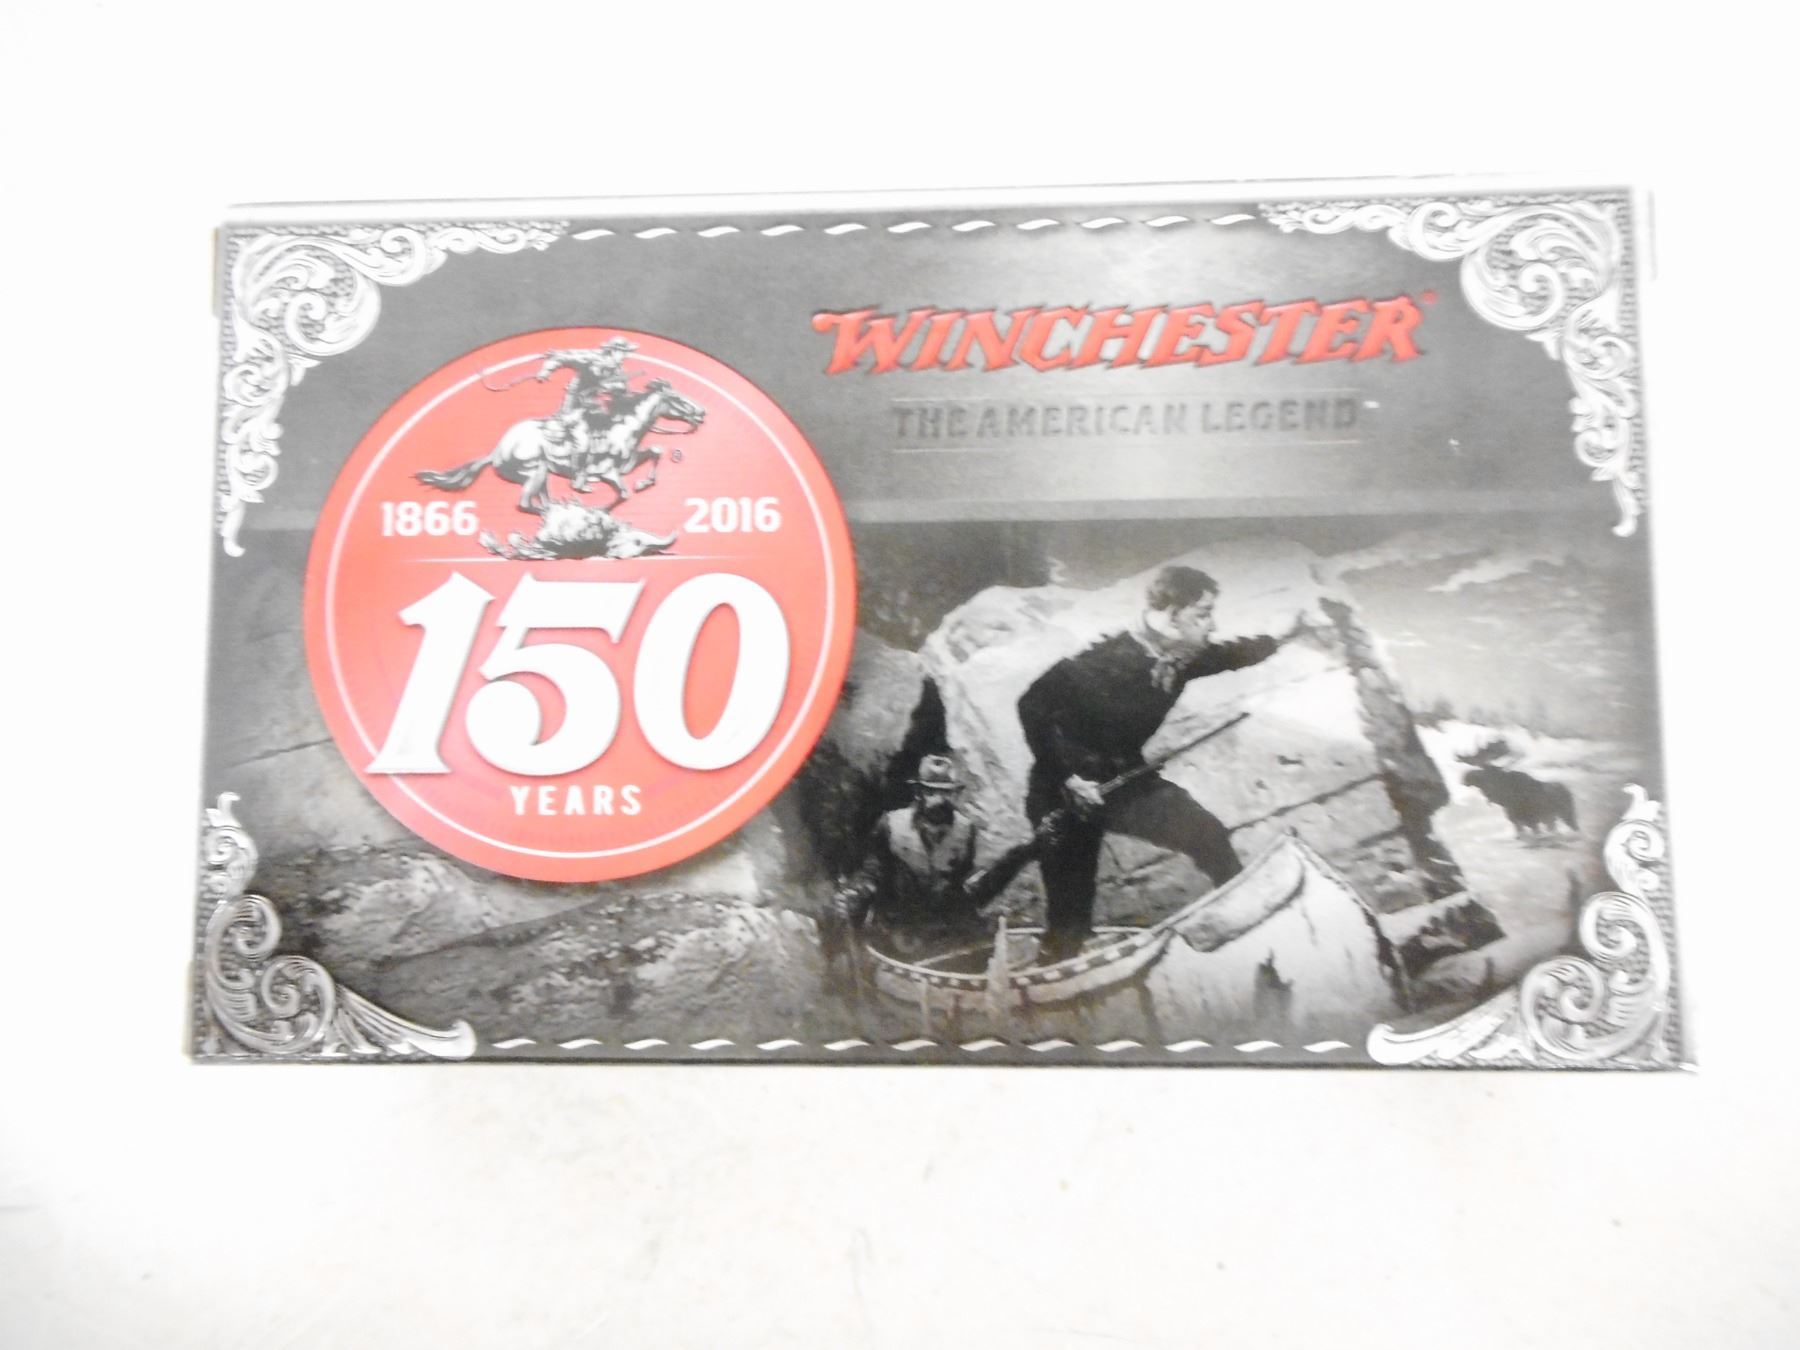 WINCHESTER®
THE AMERICAN LEGEND
®
1866 2016
150
YEARS